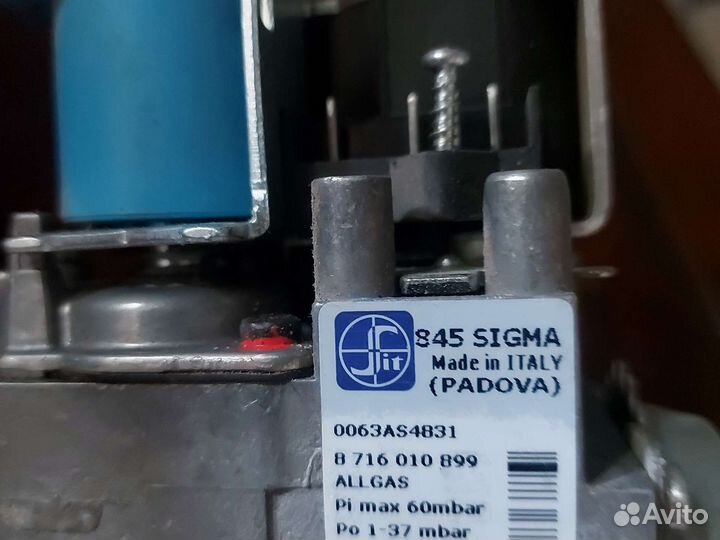 Sit
845 SIGMA
Made in ITALY
(PADOVA)
0063AS4831
8 716 010 899
ALLGAS
Pi max 60mbar
Po 1-37 mbar
Avito